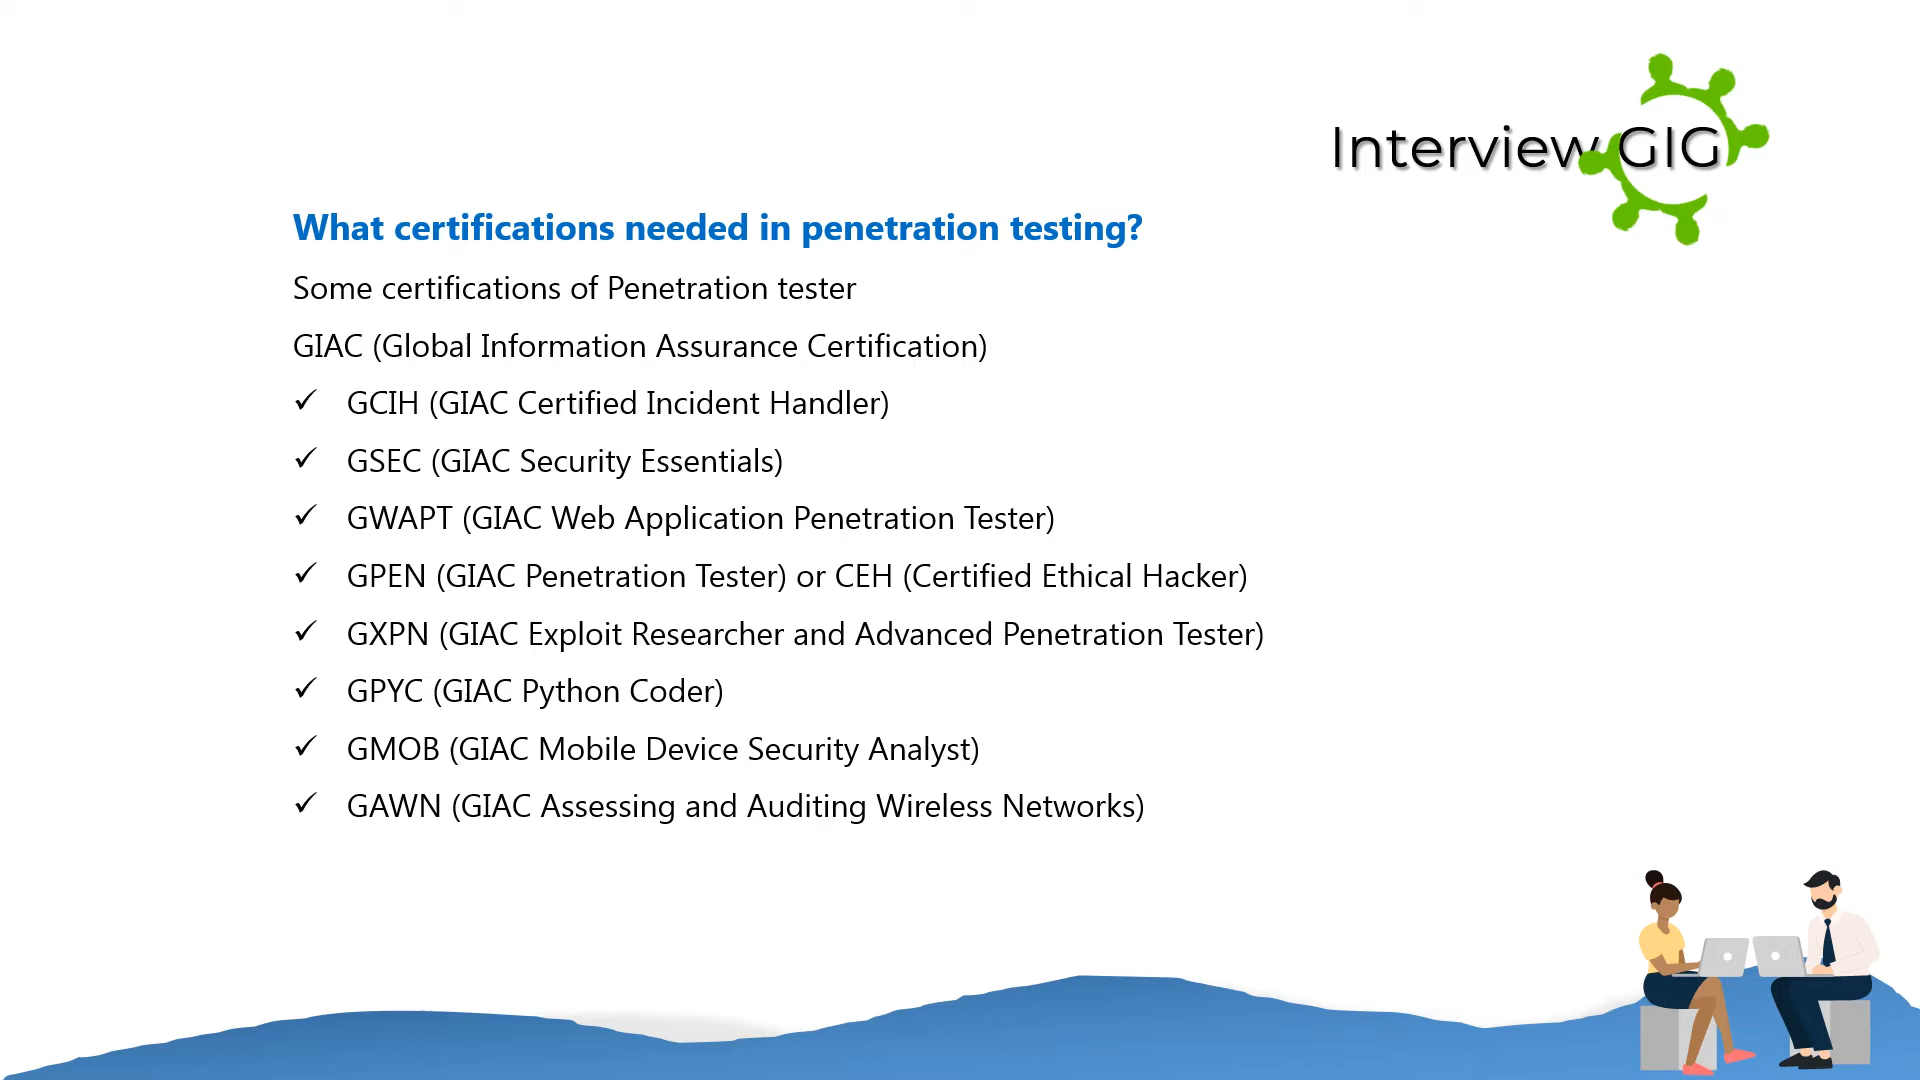 Interview GIG
What certifications needed in penetration testing?
Some certifications of Penetration tester
GIAC (Global Information Assurance Certification)
✓ GCIH (GIAC Certified Incident Handler)
✓ GSEC (GIAC Security Essentials)
✓ GWAPT (GIAC Web Application Penetration Tester)
✓ GPEN (GIAC Penetration Tester) or CEH (Certified Ethical Hacker)
✓ GXPN (GIAC Exploit Researcher and Advanced Penetration Tester)
✓ GPYC (GIAC Python Coder)
✓ GMOB (GIAC Mobile Device Security Analyst)
✓ GAWN (GIAC Assessing and Auditing Wireless Networks)